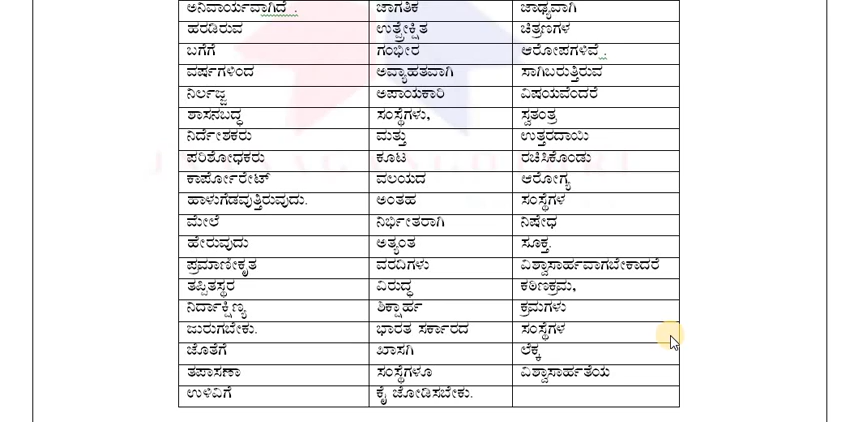 ಅನಿವಾರ್ಯವಾಗಿದೆ . ಜಾಗತಿಕ ಜಾಢ್ಯವಾಗಿ
ಹರಡಿರುವ ಉತ್ಪ್ರೇಕ್ಷಿತ ಚಿತ್ರಣಗಳ
ಬಗೆಗೆ ಗಂಭೀರ ಆರೋಪಗಳಿವೆ .
ವರ್ಷಗಳಿಂದ ಅವ್ಯಾಹತವಾಗಿ ಸಾಗಿಬರುತ್ತಿರುವ
ನಿರ್ಲಜ್ಜ ಅಪಾಯಕಾರಿ ವಿಷಯವೆಂದರೆ
ಶಾಸನಬದ್ಧ ಸಂಸ್ಥೆಗಳು, ಸ್ವತಂತ್ರ
ನಿರ್ದೇಶಕರು ಮತ್ತು ಉತ್ತರದಾಯಿ
ಪರಿಶೋಧಕರು ಕೂಟ ರಚಿಸಿಕೊಂಡು
ಕಾರ್ಪೋರೇಟ್ ವಲಯದ ಆರೋಗ್ಯ
ಹಾಳುಗೆಡವುತ್ತಿರುವುದು. ಅಂತಹ ಸಂಸ್ಥೆಗಳ
ಮೇಲೆ ನಿರ್ಭೀತರಾಗಿ ನಿಷೇಧ
ಹೇರುವುದು ಅತ್ಯಂತ ಸೂಕ್ತ.
ಪ್ರಮಾಣೀಕೃತ ವರದಿಗಳು ವಿಶ್ವಾಸಾರ್ಹವಾಗಬೇಕಾದರೆ
ತಪ್ಪಿತಸ್ಥರ ವಿರುದ್ಧ ಕಠಿಣಕ್ರಮ,
ನಿರ್ದಾಕ್ಷಿಣ್ಯ ಶಿಕ್ಷಾರ್ಹ ಕ್ರಮಗಳು
ಜುರುಗಬೇಕು. ಭಾರತ ಸರ್ಕಾರದ ಸಂಸ್ಥೆಗಳ
ಜೊತೆಗೆ ಖಾಸಗಿ ಲೆಕ್ಕ
ತಪಾಸಣಾ ಸಂಸ್ಥೆಗಳೂ ವಿಶ್ವಾಸಾರ್ಹತೆಯ
ಉಳಿವಿಗೆ ಕೈ ಜೋಡಿಸಬೇಕು.